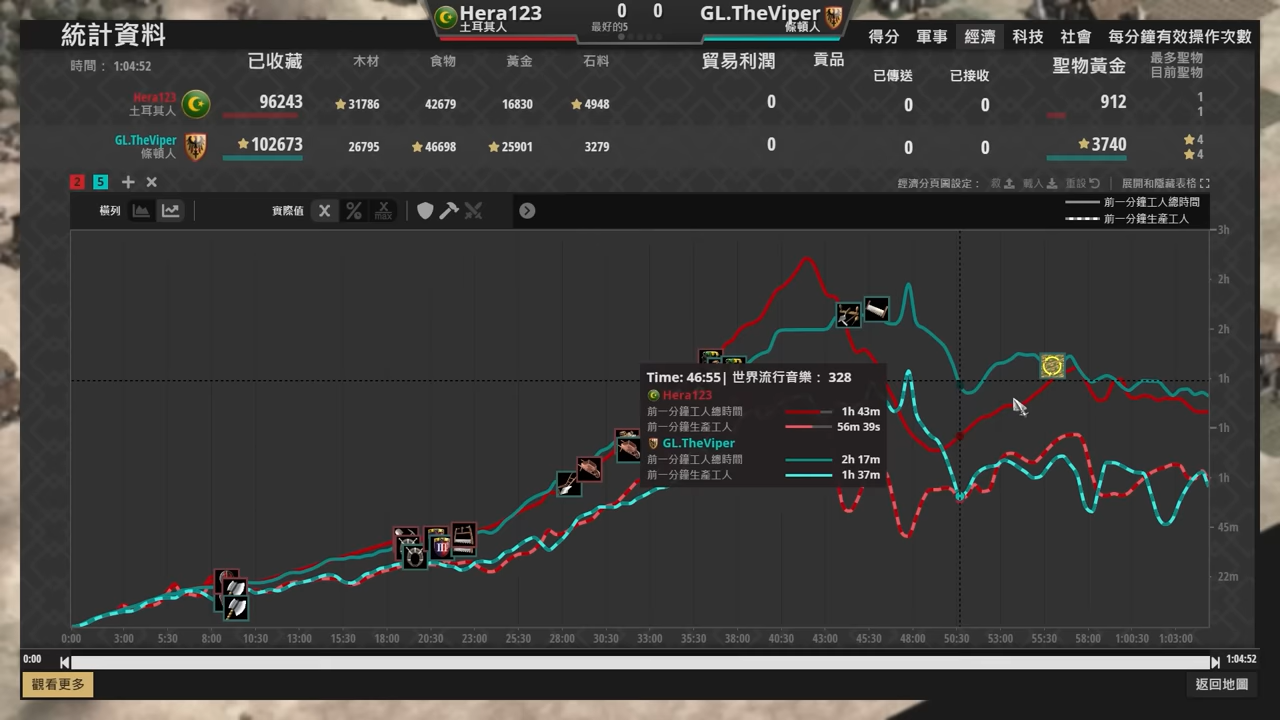 Hera123
土耳其人
0 0
最好的5
GL.TheViper
條頓人
統計資料
得分 軍事 經濟 科技 社會 每分鐘有效操作次數
時間： 1:04:52
已收藏 木材 食物 黃金 石料 貿易利潤 貢品 已傳送 已接收 聖物黃金 最多聖物
目前聖物
Hera123
土耳其人
96243 31786 42679 16830 4948 0 0 0 912 1
1
GL.TheViper
條頓人
102673 26795 46698 25901 3279 0 0 0 3740 4
4
2 5
經濟分頁圖設定： 載入 重設 展開和隱藏表格
橫列 實際值 X % X max
前一分鐘工人總時間
前一分鐘生產工人
3h
2h
2h
1h
1h
1h
45m
22m
Time: 46:55| 世界流行音樂： 328
Hera123
前一分鐘工人總時間 1h 43m
前一分鐘生產工人 56m 39s
GL.TheViper
前一分鐘工人總時間 2h 17m
前一分鐘生產工人 1h 37m
0:00 3:00 5:30 8:00 10:30 13:00 15:30 18:00 20:30 23:00 25:30 28:00 30:30 33:00 35:30 38:00 40:30 43:00 45:30 48:00 50:30 53:00 55:30 58:00 1:00:30 1:03:00
0:00 1:04:52
觀看更多 返回地圖